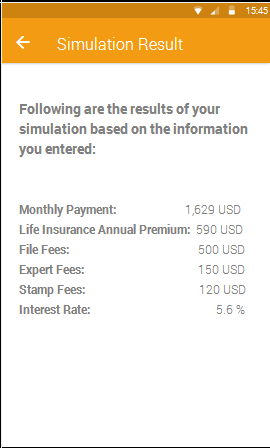 15:45
Simulation Result
Following are the results of your
simulation based on the information
you entered:
Monthly Payment: 1,629 USD
Life Insurance Annual Premium: 590 USD
File Fees: 500 USD
Expert Fees: 150 USD
Stamp Fees: 120 USD
Interest Rate: 5.6 %